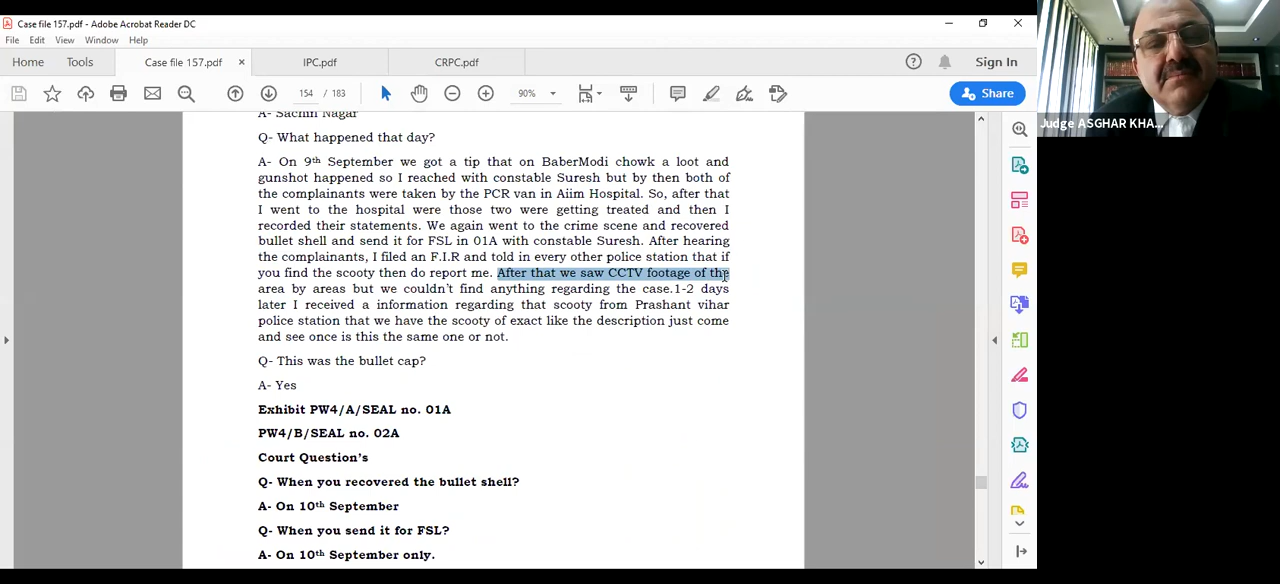 Case file 157.pdf - Adobe Acrobat Reader DC
File Edit View Window Help
Home Tools Case file 157.pdf × IPC.pdf CRPC.pdf Sign In
154 / 183 90% Share
A- Sachin Nagar
Q- What happened that day?
A- On 9th September we got a tip that on BaberModi chowk a loot and
gunshot happened so I reached with constable Suresh but by then both of
the complainants were taken by the PCR van in Aiim Hospital. So, after that
I went to the hospital were those two were getting treated and then I
recorded their statements. We again went to the crime scene and recovered
bullet shell and send it for FSL in 01A with constable Suresh. After hearing
the complainants, I filed an F.I.R and told in every other police station that if
you find the scooty then do report me. After that we saw CCTV footage of the
area by areas but we couldn't find anything regarding the case.1-2 days
later I received a information regarding that scooty from Prashant vihar
police station that we have the scooty of exact like the description just come
and see once is this the same one or not.
Q- This was the bullet cap?
A- Yes
Exhibit PW4/A/SEAL no. 01A
PW4/B/SEAL no. 02A
Court Question's
Q- When you recovered the bullet shell?
A- On 10th September
Q- When you send it for FSL?
A- On 10th September only.
Judge ASGHAR KHA...